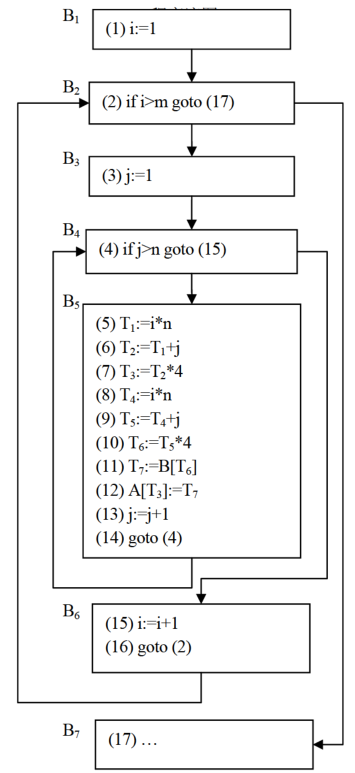 B₁
(1) i:=1
B₂
(2) if i>m goto (17)
B₃
(3) j:=1
B₄
(4) if j>n goto (15)
B₅
(5) T₁:=i*n
(6) T₂:=T₁+j
(7) T₃:=T₂*4
(8) T₄:=i*n
(9) T₅:=T₄+j
(10) T₆:=T₅*4
(11) T₇:=B[T₆]
(12) A[T₃]:=T₇
(13) j:=j+1
(14) goto (4)
B₆
(15) i:=i+1
(16) goto (2)
B₇
(17) …